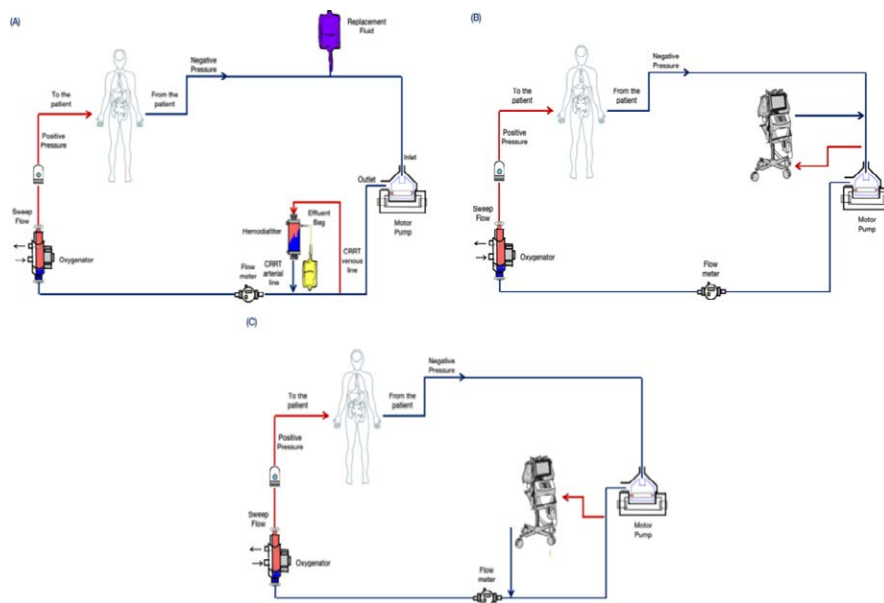 (A)
Replacement
Fluid
Negative
Pressure
To the
patient
From the
patient
Positive
Pressure
Inlet
Outlet
Motor
Pump
Sweep
Flow
Oxygenator
Hemodiafilter
Effluent
Bag
CRRT
venous
line
CRRT
arterial
line
Flow
meter
(B)
Negative
Pressure
To the
patient
From the
patient
Positive
Pressure
Motor
Pump
Sweep
Flow
Oxygenator
Flow
meter
(C)
Negative
Pressure
To the
patient
From the
patient
Positive
Pressure
Motor
Pump
Sweep
Flow
Oxygenator
Flow
meter